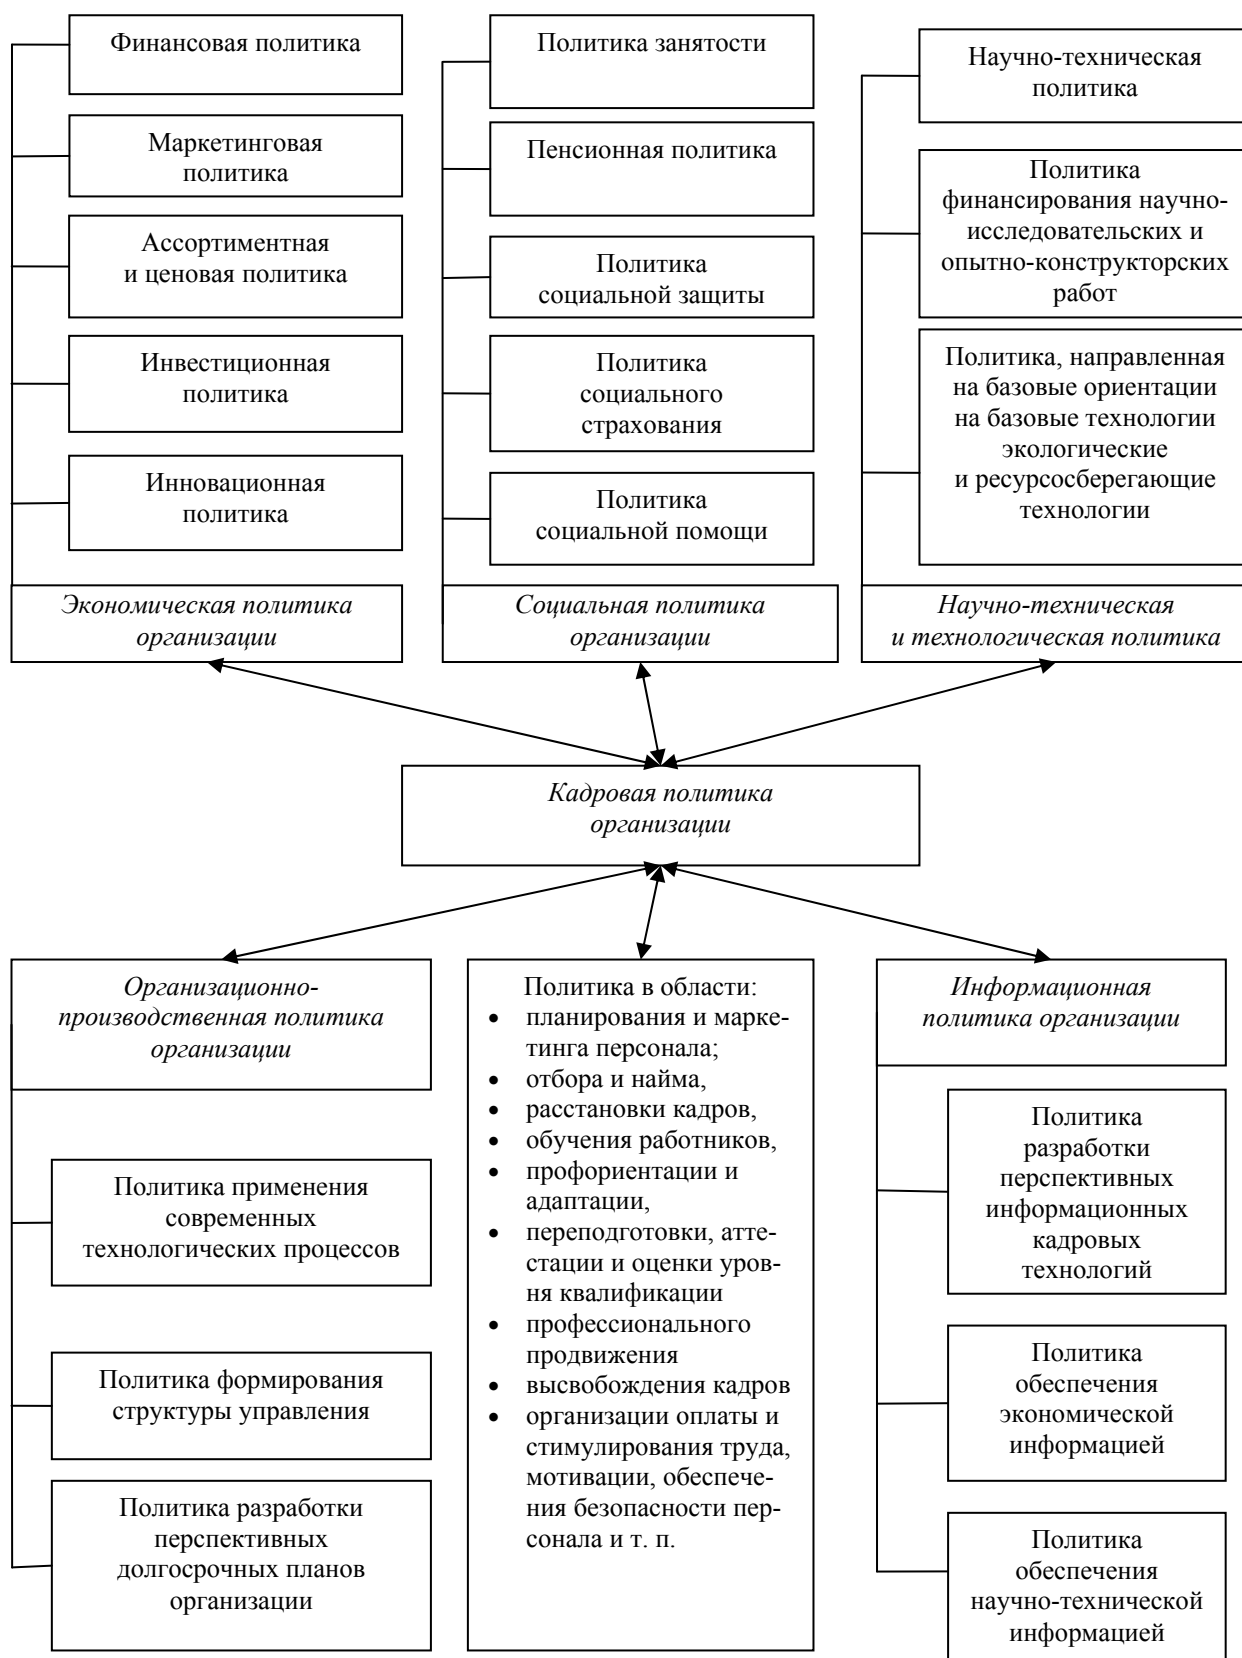 Финансовая политика
Маркетинговая
политика
Ассортиментная
и ценовая политика
Инвестиционная
политика
Инновационная
политика
Экономическая политика
организации
Политика занятости
Пенсионная политика
Политика
социальной защиты
Политика
социального
страхования
Политика
социальной помощи
Социальная политика
организации
Научно-техническая
политика
Политика
финансирования научно-
исследовательских и
опытно-конструкторских
работ
Политика, направленная
на базовые ориентации
на базовые технологии
экологические
и ресурсосберегающие
технологии
Научно-техническая
и технологическая политика
Кадровая политика
организации
Организационно-
производственная политика
организации
Политика применения
современных
технологических процессов
Политика формирования
структуры управления
Политика разработки
перспективных
долгосрочных планов
организации
Политика в области:
• планирования и марке-
тинга персонала;
• отбора и найма,
• расстановки кадров,
• обучения работников,
• профориентации и
адаптации,
• переподготовки, атте-
стации и оценки уров-
ня квалификации
• профессионального
продвижения
• высвобождения кадров
• организации оплаты и
стимулирования труда,
мотивации, обеспече-
ния безопасности пер-
сонала и т. п.
Информационная
политика организации
Политика
разработки
перспективных
информационных
кадровых
технологий
Политика
обеспечения
экономической
информацией
Политика
обеспечения
научно-технической
информацией